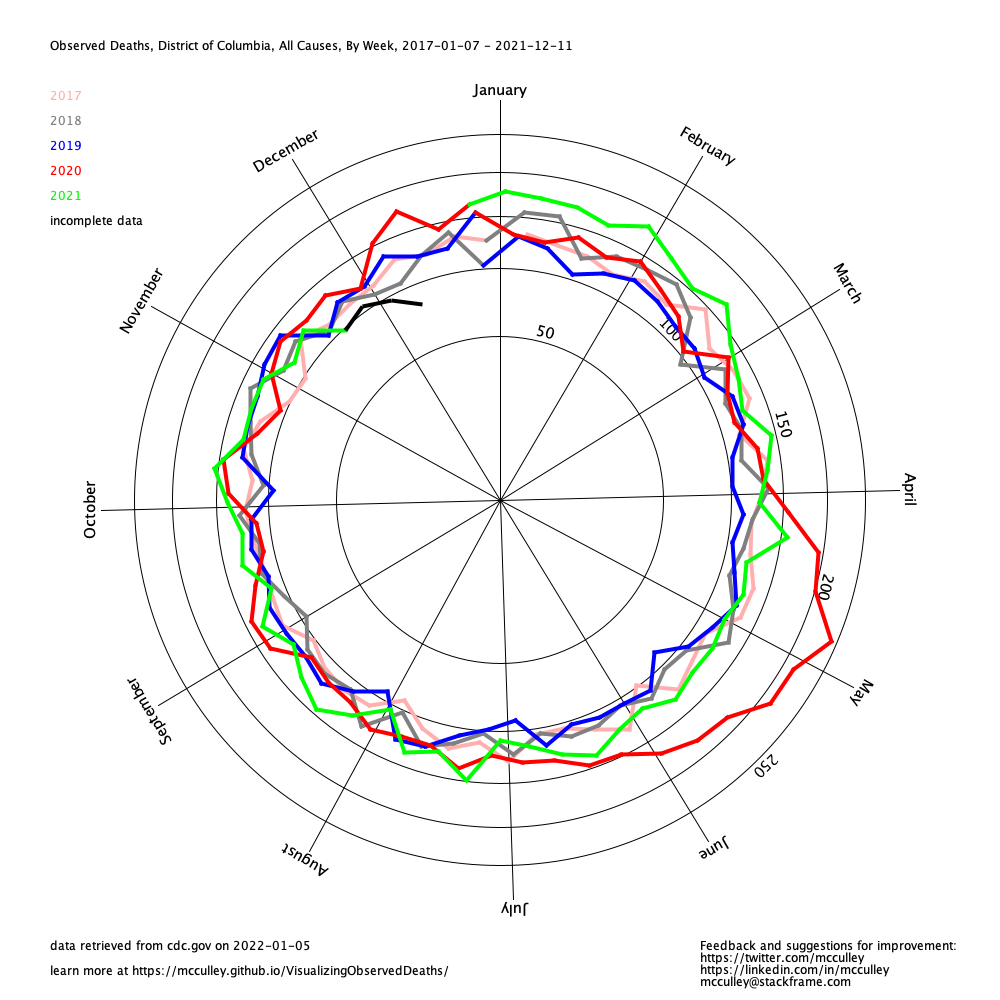 Observed Deaths, District of Columbia, All Causes, By Week, 2017-01-07 - 2021-12-11
January
2017
2018
2019
2020
2021
incomplete data
December
February
November
March
50
100
150
October
April
200
September
May
250
August
June
July
data retrieved from cdc.gov on 2022-01-05
learn more at https://mcculley.github.io/VisualizingObservedDeaths/
Feedback and suggestions for improvement:
https://twitter.com/mcculley
https://linkedin.com/in/mcculley
mcculley@stackframe.com